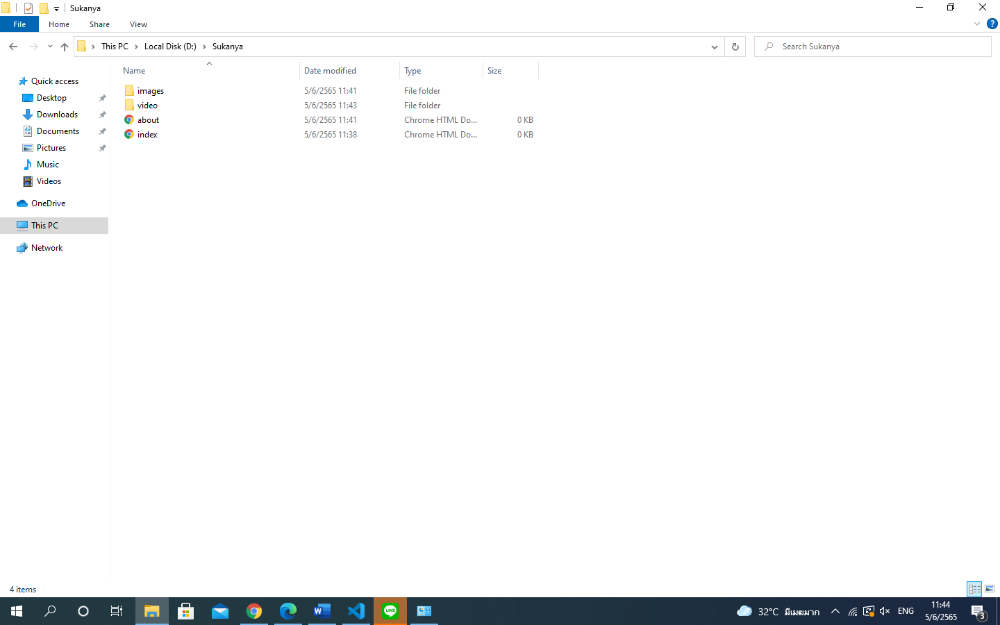 Sukanya
File Home Share View
This PC Local Disk (D:) Sukanya
Search Sukanya
Name Date modified Type Size
images 5/6/2565 11:41 File folder
video 5/6/2565 11:43 File folder
about 5/6/2565 11:41 Chrome HTML Do... 0 KB
index 5/6/2565 11:38 Chrome HTML Do... 0 KB
Quick access
Desktop
Downloads
Documents
Pictures
Music
Videos
OneDrive
This PC
Network
4 items
LINE
32°C มีเมฆมาก
ENG
11:44
5/6/2565
3